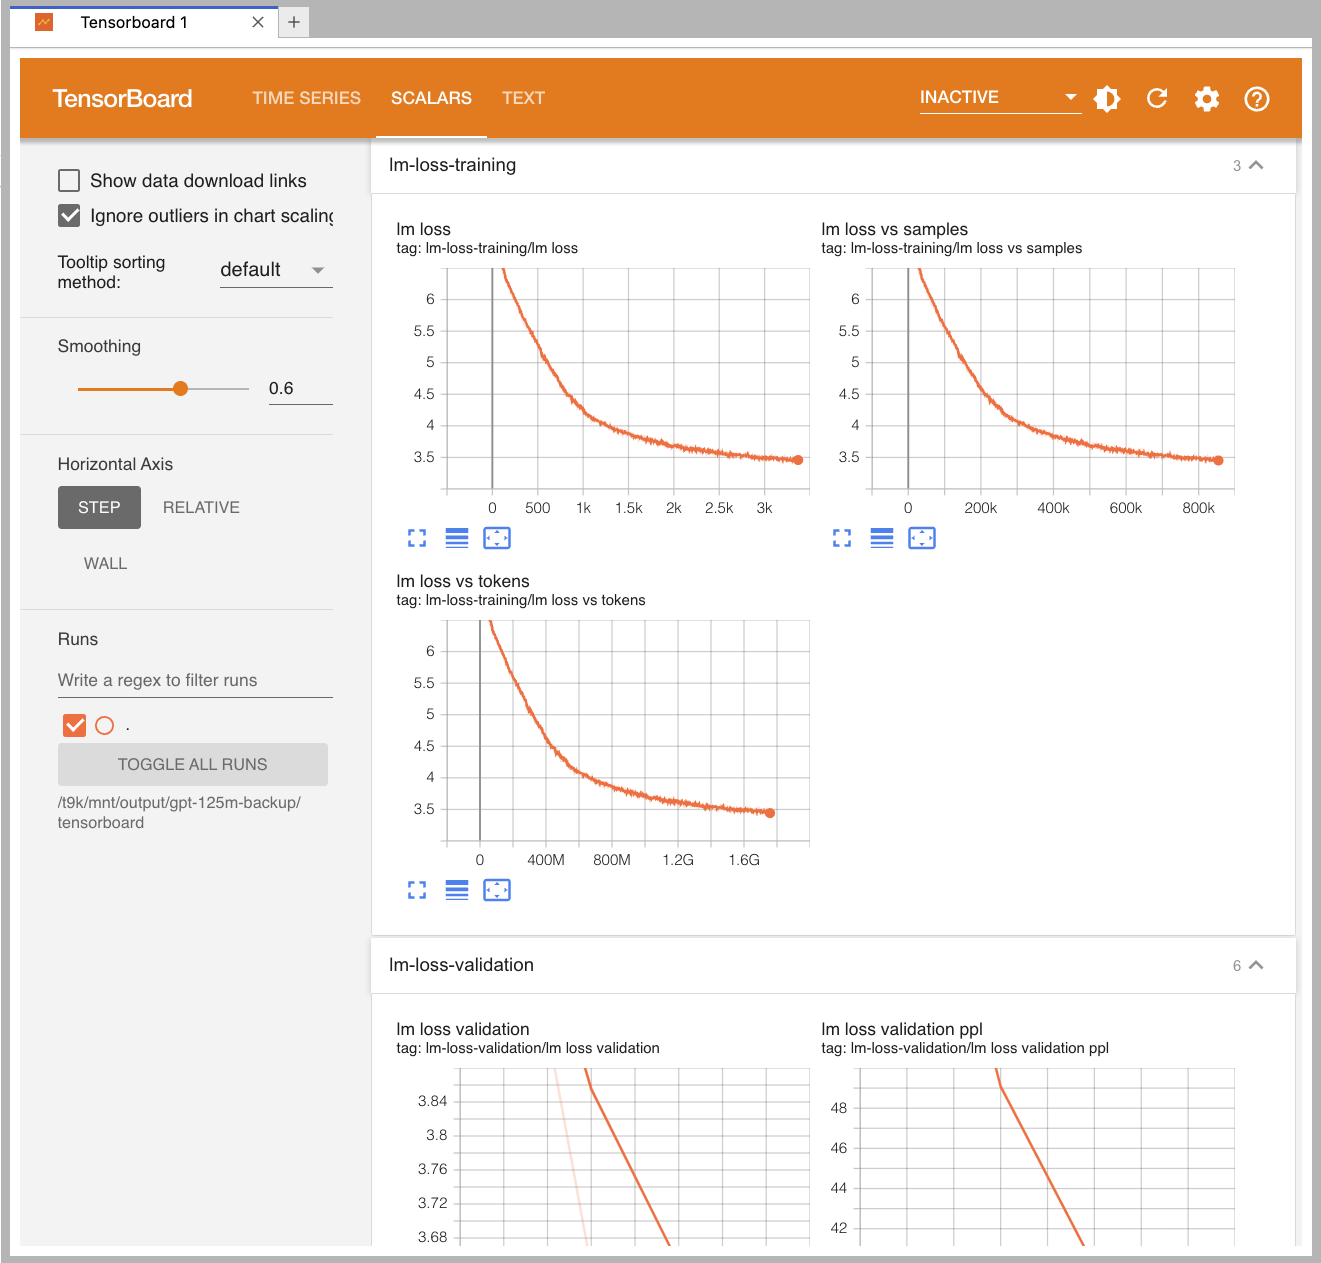 Tensorboard 1
TensorBoard
TIME SERIES
SCALARS
TEXT
INACTIVE
Show data download links
Ignore outliers in chart scaling
Tooltip sorting
method:
default
Smoothing
0.6
Horizontal Axis
STEP
RELATIVE
WALL
Runs
Write a regex to filter runs
.
TOGGLE ALL RUNS
/t9k/mnt/output/gpt-125m-backup/
tensorboard
lm-loss-training
3
lm loss
tag: lm-loss-training/lm loss
6
5.5
5
4.5
4
3.5
0 500 1k 1.5k 2k 2.5k 3k
lm loss vs samples
tag: lm-loss-training/lm loss vs samples
6
5.5
5
4.5
4
3.5
0 200k 400k 600k 800k
lm loss vs tokens
tag: lm-loss-training/lm loss vs tokens
6
5.5
5
4.5
4
3.5
0 400M 800M 1.2G 1.6G
lm-loss-validation
6
lm loss validation
tag: lm-loss-validation/lm loss validation
3.84
3.8
3.76
3.72
3.68
lm loss validation ppl
tag: lm-loss-validation/lm loss validation ppl
48
46
44
42